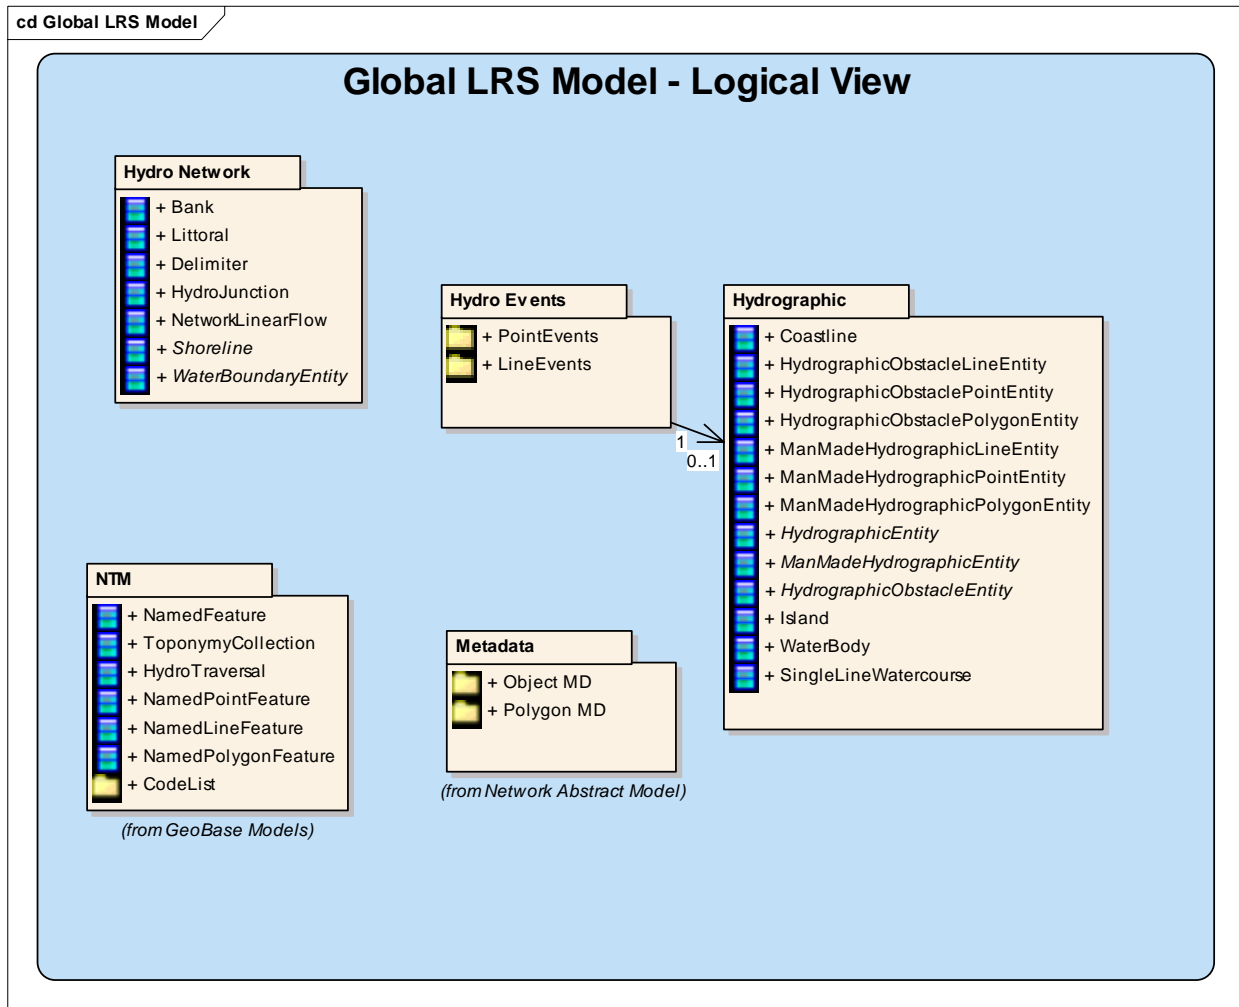 cd Global LRS Model
Global LRS Model - Logical View
Hydro Network
+ Bank
+ Littoral
+ Delimiter
+ HydroJunction
+ NetworkLinearFlow
+ Shoreline
+ WaterBoundaryEntity
Hydro Events
+ PointEvents
+ LineEvents
1
0..1
Hydrographic
+ Coastline
+ HydrographicObstacleLineEntity
+ HydrographicObstaclePointEntity
+ HydrographicObstaclePolygonEntity
+ ManMadeHydrographicLineEntity
+ ManMadeHydrographicPointEntity
+ ManMadeHydrographicPolygonEntity
+ HydrographicEntity
+ ManMadeHydrographicEntity
+ HydrographicObstacleEntity
+ Island
+ WaterBody
+ SingleLineWatercourse
NTM
+ NamedFeature
+ ToponymyCollection
+ HydroTraversal
+ NamedPointFeature
+ NamedLineFeature
+ NamedPolygonFeature
+ CodeList
(from GeoBase Models)
Metadata
+ Object MD
+ Polygon MD
(from Network Abstract Model)